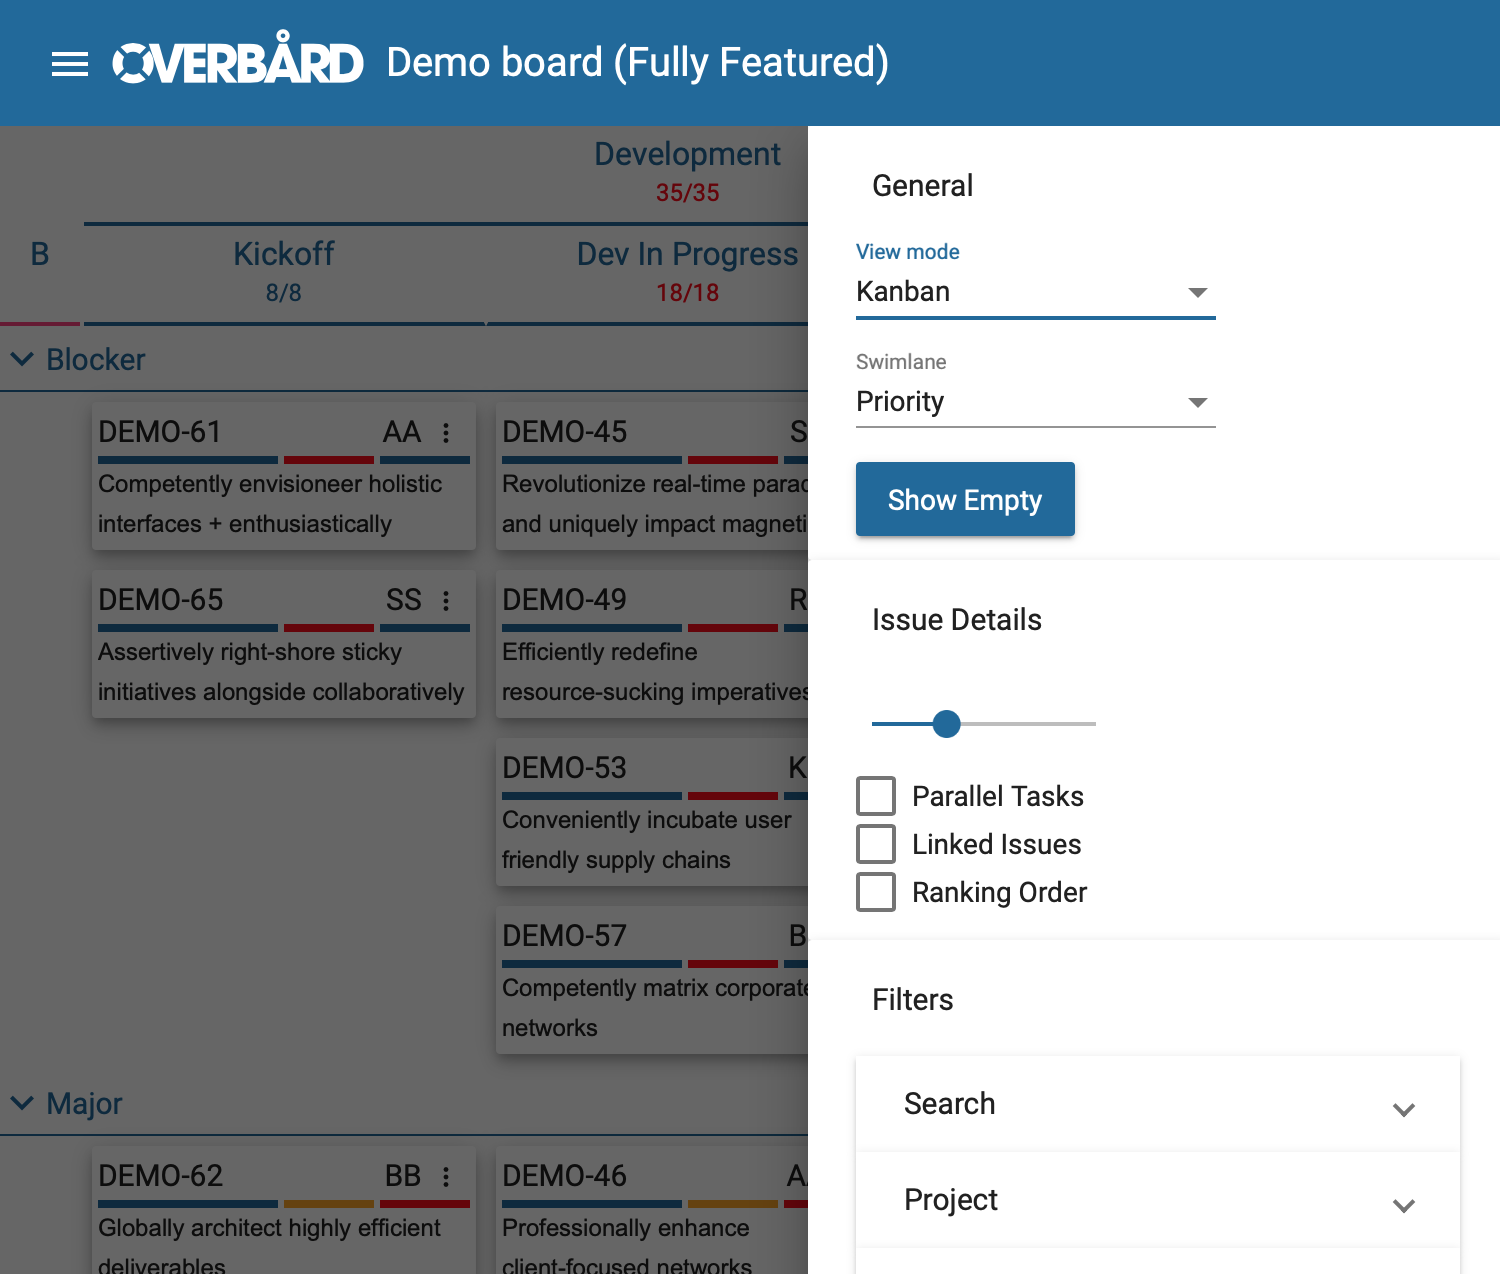 OVERBÅRD Demo board (Fully Featured)
Development
35/35
B
Kickoff
8/8
Dev In Progress
18/18
Blocker
DEMO-61 AA
Competently envisioneer holistic
interfaces + enthusiastically
DEMO-65 SS
Assertively right-shore sticky
initiatives alongside collaboratively
DEMO-45 S
Revolutionize real-time parad
and uniquely impact magneti
DEMO-49 R
Efficiently redefine
resource-sucking imperatives
DEMO-53 K
Conveniently incubate user
friendly supply chains
DEMO-57 B
Competently matrix corporate
networks
Major
DEMO-62 BB
Globally architect highly efficient
deliverables
DEMO-46 A
Professionally enhance
client-focused networks
General
View mode
Kanban
Swimlane
Priority
Show Empty
Issue Details
Parallel Tasks
Linked Issues
Ranking Order
Filters
Search
Project